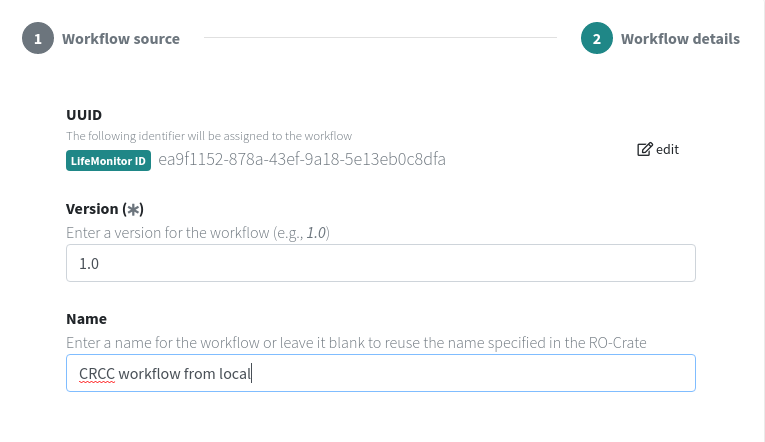 1 Workflow source 2 Workflow details
UUID
The following identifier will be assigned to the workflow
LifeMonitor ID ea9f1152-878a-43ef-9a18-5e13eb0c8dfa
edit
Version (✱)
Enter a version for the workflow (e.g., 1.0)
1.0
Name
Enter a name for the workflow or leave it blank to reuse the name specified in the RO-Crate
CRCC workflow from local